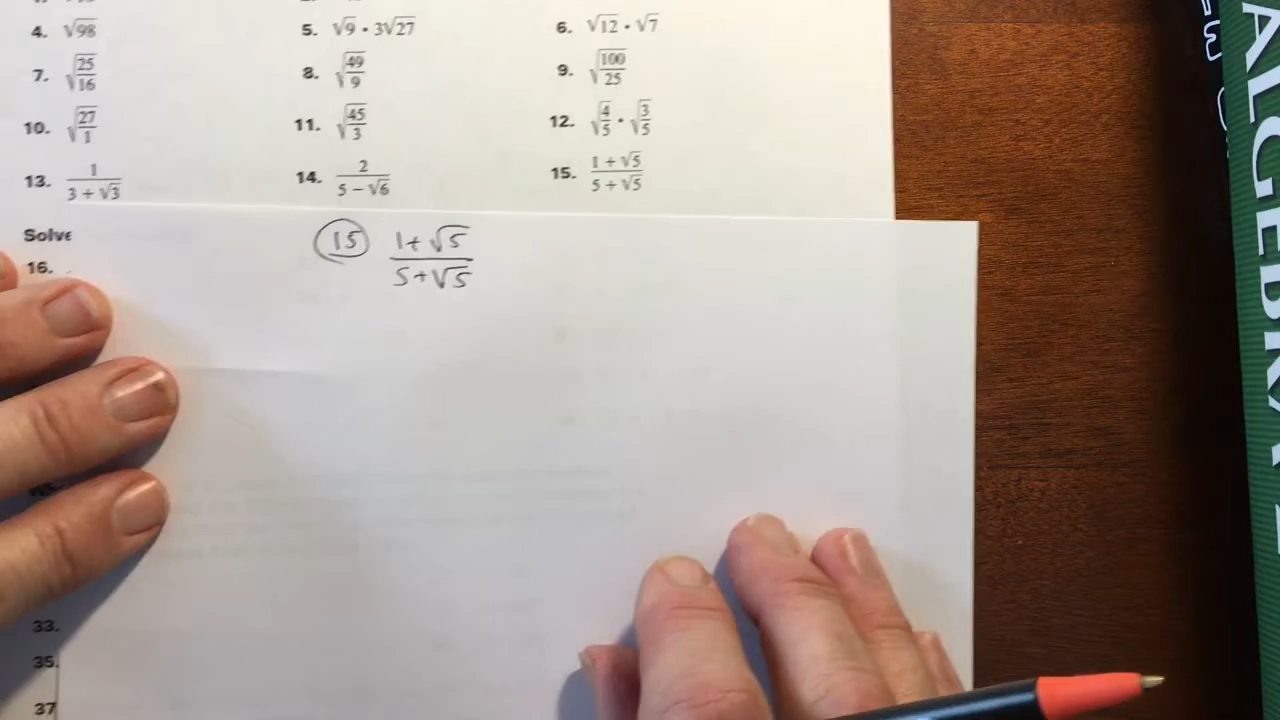 4. √98 5. √9 · 3√27 6. √12 · √7
7. √25/16 8. √49/9 9. √100/25
10. √27/1 11. √45/3 12. √4/5 · √3/5
13. 1/(3 + √3) 14. 2/(5 − √6) 15. (1 + √5)/(5 + √5)
Solve
16.
15 (1+√5)/(5+√5)
33.
35.
37
ALGEBRA 2